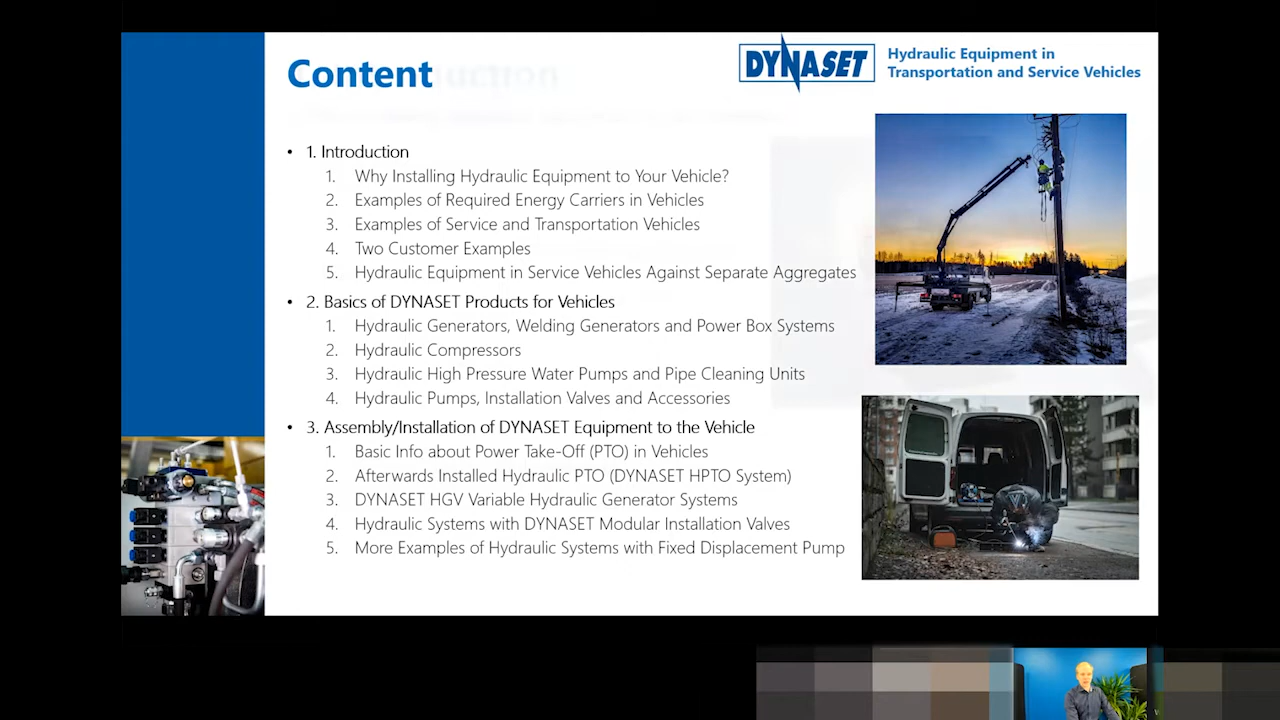 Content
DYNASET
Hydraulic Equipment in
Transportation and Service Vehicles
• 1. Introduction
1. Why Installing Hydraulic Equipment to Your Vehicle?
2. Examples of Required Energy Carriers in Vehicles
3. Examples of Service and Transportation Vehicles
4. Two Customer Examples
5. Hydraulic Equipment in Service Vehicles Against Separate Aggregates
• 2. Basics of DYNASET Products for Vehicles
1. Hydraulic Generators, Welding Generators and Power Box Systems
2. Hydraulic Compressors
3. Hydraulic High Pressure Water Pumps and Pipe Cleaning Units
4. Hydraulic Pumps, Installation Valves and Accessories
• 3. Assembly/Installation of DYNASET Equipment to the Vehicle
1. Basic Info about Power Take-Off (PTO) in Vehicles
2. Afterwards Installed Hydraulic PTO (DYNASET HPTO System)
3. DYNASET HGV Variable Hydraulic Generator Systems
4. Hydraulic Systems with DYNASET Modular Installation Valves
5. More Examples of Hydraulic Systems with Fixed Displacement Pump